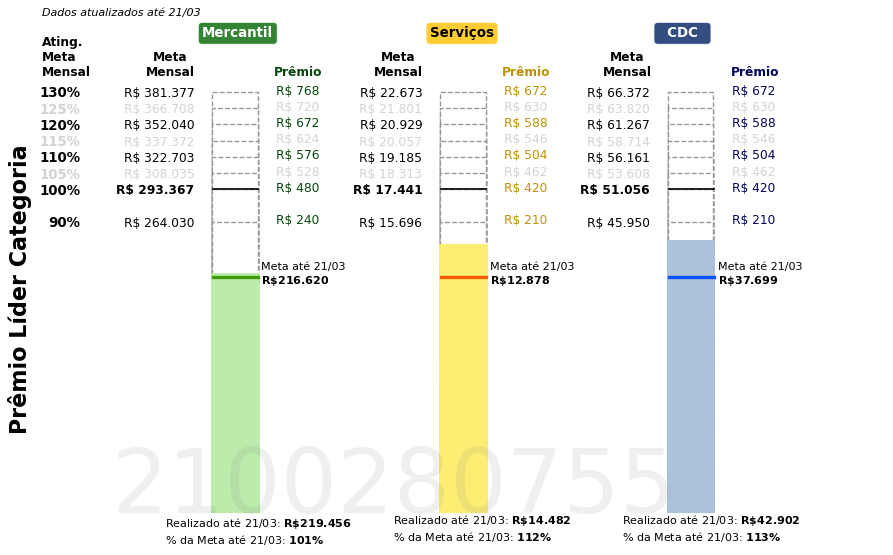 Dados atualizados até 21/03
Mercantil Serviços CDC
Ating. Meta Mensal
Meta Mensal Prêmio Meta Mensal Prêmio Meta Mensal Prêmio
130% R$ 381.377 R$ 768 R$ 22.673 R$ 672 R$ 66.372 R$ 672
125% R$ 366.708 R$ 720 R$ 21.801 R$ 630 R$ 63.820 R$ 630
120% R$ 352.040 R$ 672 R$ 20.929 R$ 588 R$ 61.267 R$ 588
115% R$ 337.372 R$ 624 R$ 20.057 R$ 546 R$ 58.714 R$ 546
110% R$ 322.703 R$ 576 R$ 19.185 R$ 504 R$ 56.161 R$ 504
105% R$ 308.035 R$ 528 R$ 18.313 R$ 462 R$ 53.608 R$ 462
100% R$ 293.367 R$ 480 R$ 17.441 R$ 420 R$ 51.056 R$ 420
90% R$ 264.030 R$ 240 R$ 15.696 R$ 210 R$ 45.950 R$ 210
Prêmio Líder Categoria
Meta até 21/03 Meta até 21/03 Meta até 21/03
R$216.620 R$12.878 R$37.699
2100280755
Realizado até 21/03: R$219.456 Realizado até 21/03: R$14.482 Realizado até 21/03: R$42.902
% da Meta até 21/03: 101% % da Meta até 21/03: 112% % da Meta até 21/03: 113%